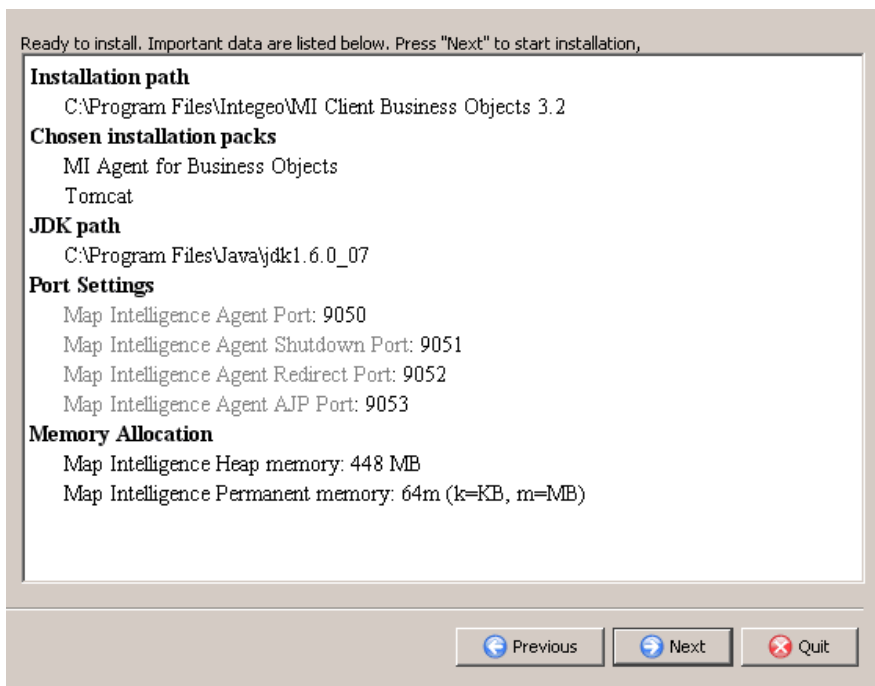 Ready to install. Important data are listed below. Press "Next" to start installation,
Installation path
C:\Program Files\Integeo\MI Client Business Objects 3.2
Chosen installation packs
MI Agent for Business Objects
Tomcat
JDK path
C:\Program Files\Java\jdk1.6.0_07
Port Settings
Map Intelligence Agent Port: 9050
Map Intelligence Agent Shutdown Port: 9051
Map Intelligence Agent Redirect Port: 9052
Map Intelligence Agent AJP Port: 9053
Memory Allocation
Map Intelligence Heap memory: 448 MB
Map Intelligence Permanent memory: 64m (k=KB, m=MB)
Previous Next Quit